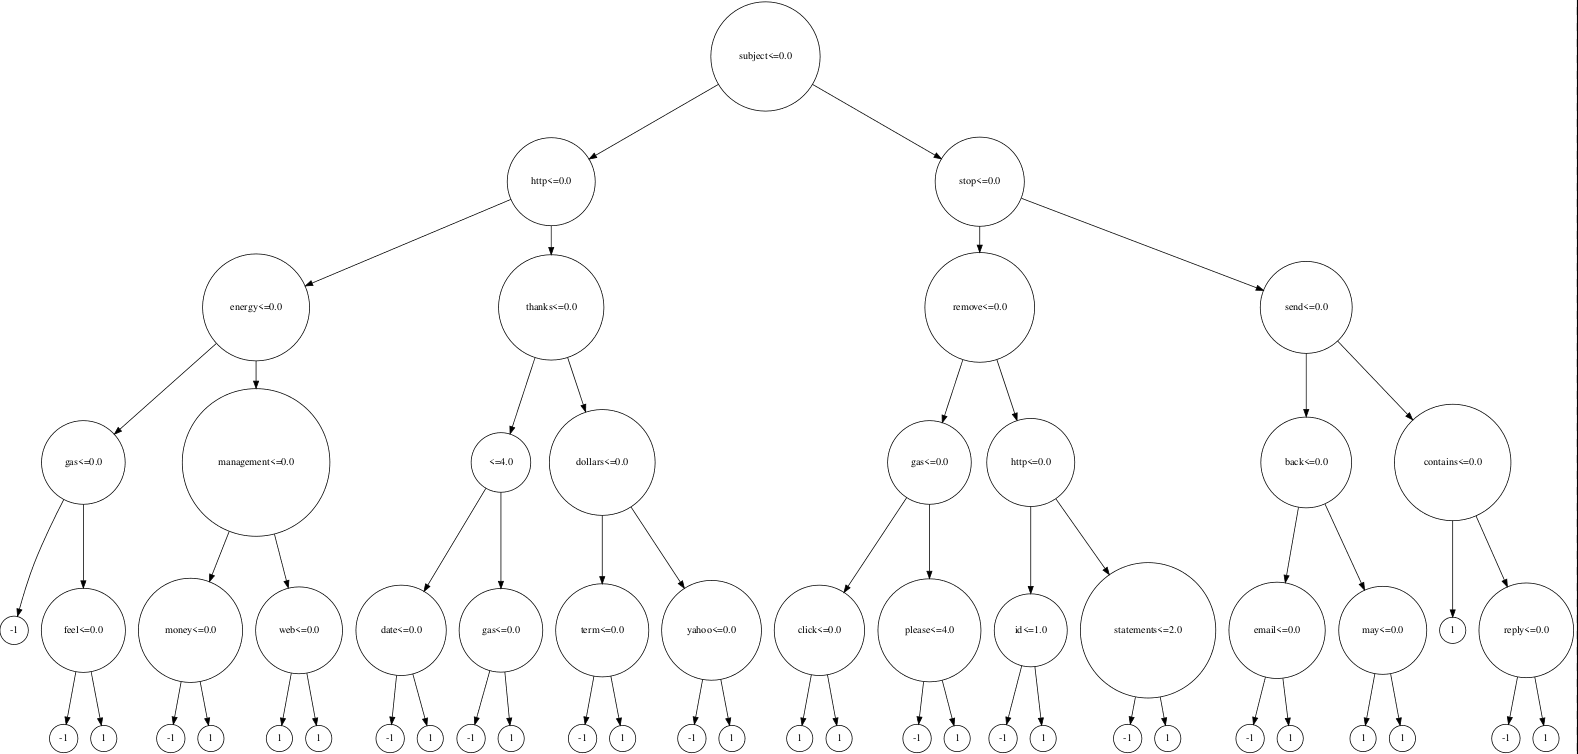 subject<=0.0
http<=0.0
stop<=0.0
energy<=0.0
thanks<=0.0
remove<=0.0
send<=0.0
gas<=0.0
management<=0.0
<=4.0
dollars<=0.0
gas<=0.0
http<=0.0
back<=0.0
contains<=0.0
-1
feel<=0.0
money<=0.0
web<=0.0
date<=0.0
gas<=0.0
term<=0.0
yahoo<=0.0
click<=0.0
please<=4.0
id<=1.0
statements<=2.0
email<=0.0
may<=0.0
1
reply<=0.0
-1
1
-1
1
1
1
-1
1
-1
1
-1
1
-1
1
1
1
-1
1
-1
1
-1
1
-1
1
1
1
-1
1